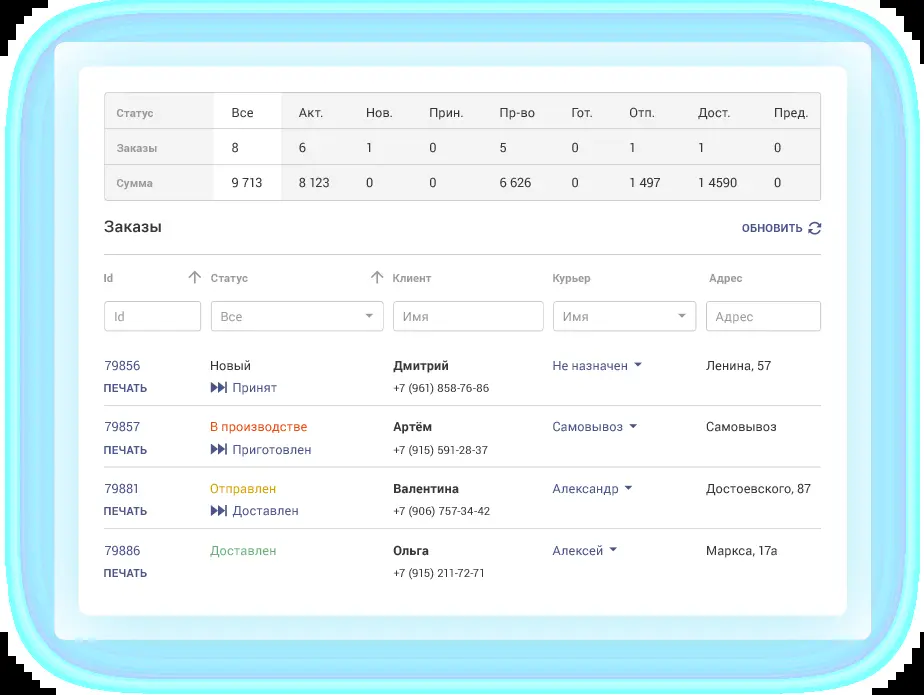 Статус Все Акт. Нов. Прин. Пр-во Гот. Отп. Дост. Пред.
Заказы 8 6 1 0 5 0 1 1 0
Сумма 9 713 8 123 0 0 6 626 0 1 497 1 4590 0
Заказы ОБНОВИТЬ
Id Статус Клиент Курьер Адрес
Id Все Имя Имя Адрес
79856 Новый Дмитрий Не назначен Ленина, 57
ПЕЧАТЬ Принят +7 (961) 858-76-86
79857 В производстве Артём Самовывоз Самовывоз
ПЕЧАТЬ Приготовлен +7 (915) 591-28-37
79881 Отправлен Валентина Александр Достоевского, 87
ПЕЧАТЬ Доставлен +7 (906) 757-34-42
79886 Доставлен Ольга Алексей Маркса, 17а
ПЕЧАТЬ +7 (915) 211-72-71